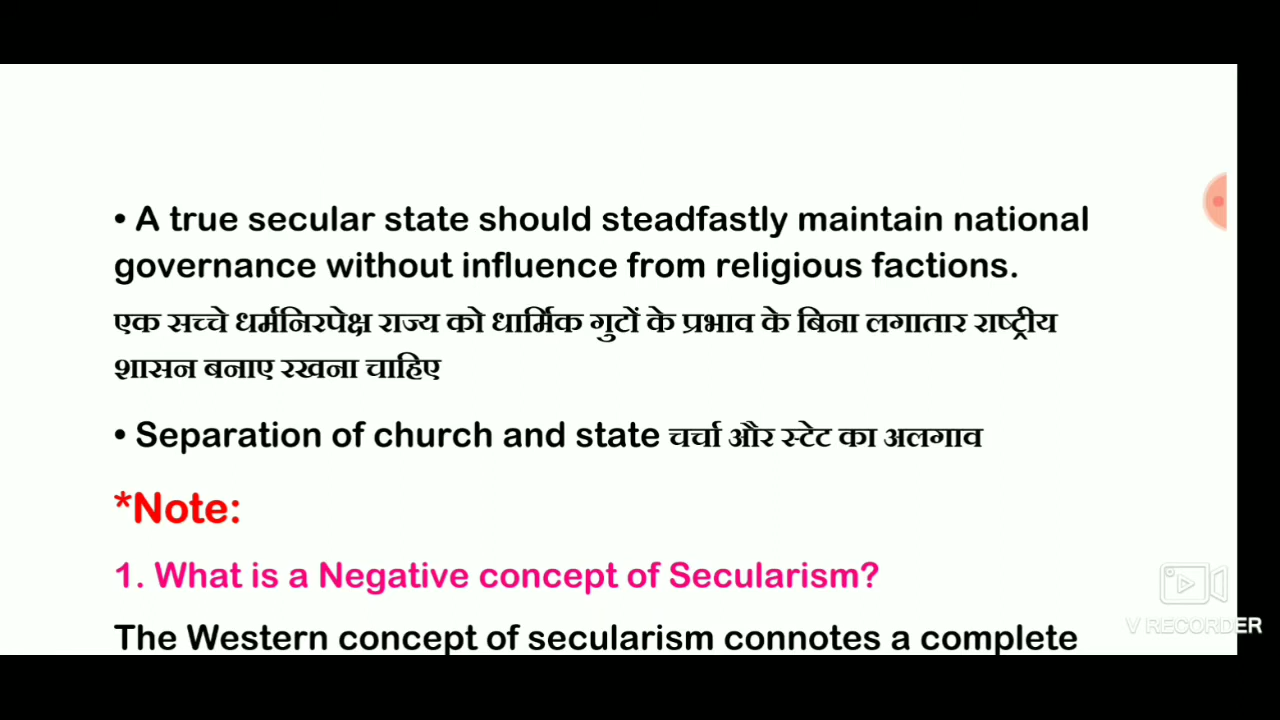 • A true secular state should steadfastly maintain national
governance without influence from religious factions.
एक सच्चे धर्मनिरपेक्ष राज्य को धार्मिक गुटों के प्रभाव के बिना लगातार राष्ट्रीय
शासन बनाए रखना चाहिए
• Separation of church and state चर्चा और स्टेट का अलगाव
*Note:
1. What is a Negative concept of Secularism?
The Western concept of secularism connotes a complete
V RECORDER